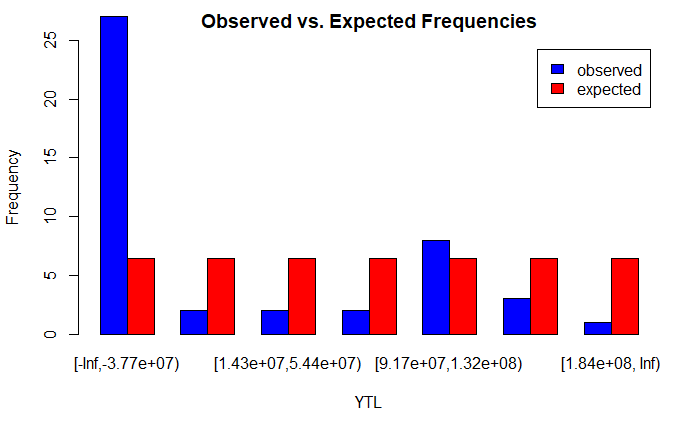 Observed vs. Expected Frequencies
observed
expected
Frequency
25
20
15
10
5
0
[-Inf,-3.77e+07) [1.43e+07,5.44e+07) [9.17e+07,1.32e+08) [1.84e+08, Inf)
YTL